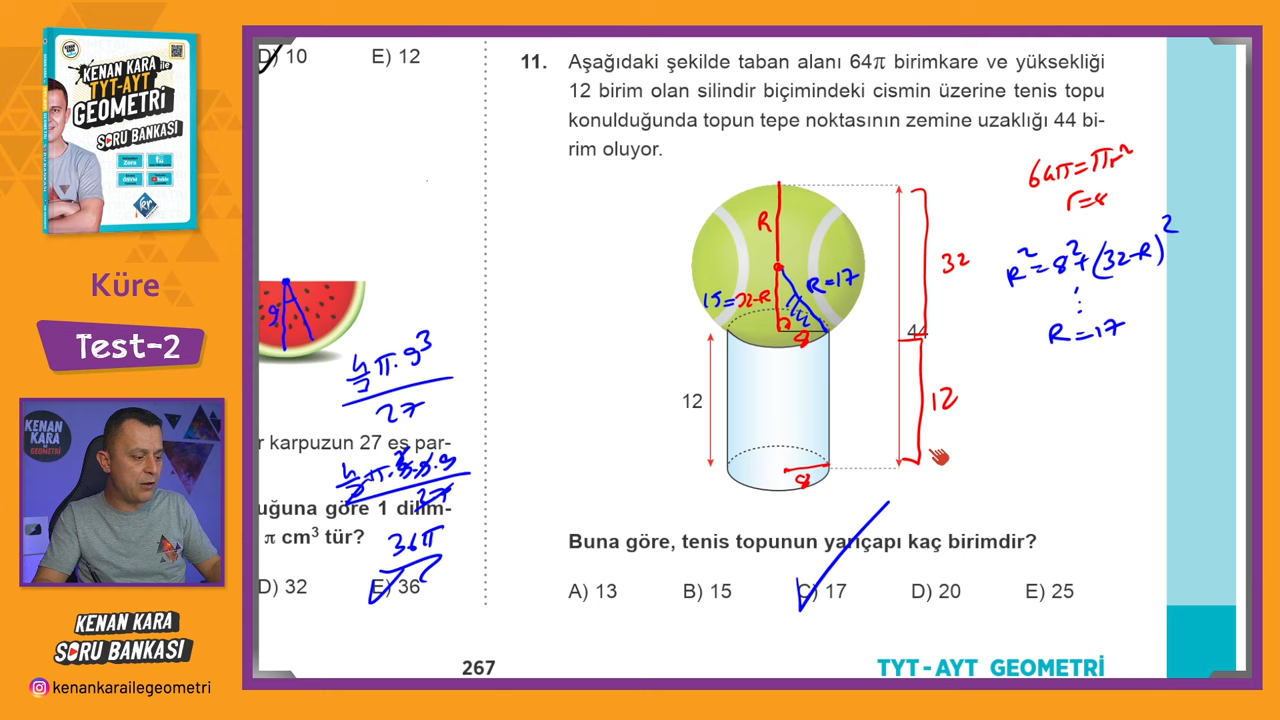 KENAN KARA ile
TYT-AYT
GEOMETRİ
SORU BANKASI
Küre
Test-2
KENAN KARA
SORU BANKASI
kenankarailegeometri
D) 10 E) 12
9
4/3 π · 9³
27
r karpuzun 27 eş par-
uğuna göre 1 dilim-
π cm³ tür?
36π
D) 32 E) 36
267
11. Aşağıdaki şekilde taban alanı 64π birimkare ve yüksekliği
12 birim olan silindir biçimindeki cismin üzerine tenis topu
konulduğunda topun tepe noktasının zemine uzaklığı 44 bi-
rim oluyor.
64π = πr²
r = 8
R² = 8² + (32-R)²
R = 17
R
R = 17
15 = 32-R
8
32
44
12
12
8
Buna göre, tenis topunun yarıçapı kaç birimdir?
A) 13 B) 15 C) 17 D) 20 E) 25
TYT - AYT GEOMETRİ